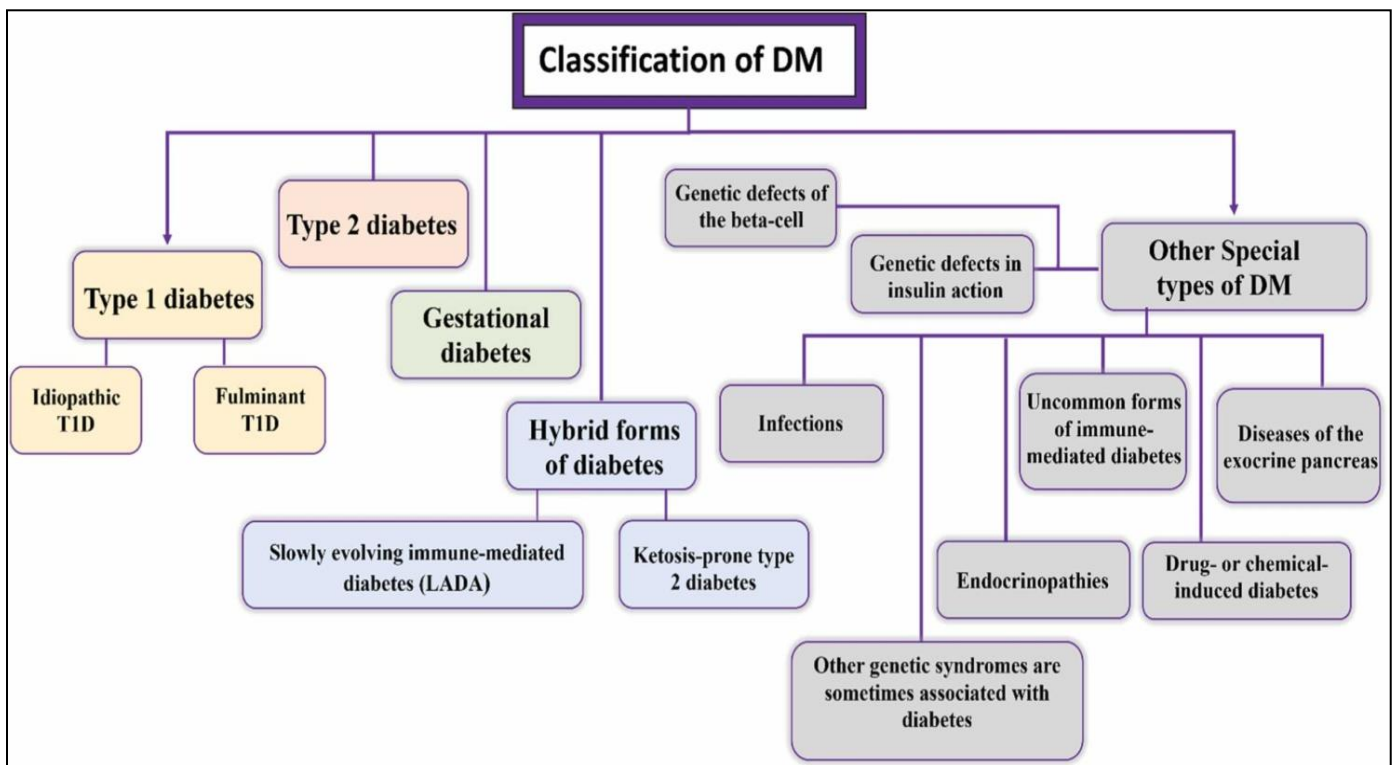 Classification of DM
Type 1 diabetes
Idiopathic
T1D
Fulminant
T1D
Type 2 diabetes
Gestational
diabetes
Hybrid forms
of diabetes
Slowly evolving immune-mediated
diabetes (LADA)
Ketosis-prone type
2 diabetes
Other Special
types of DM
Genetic defects of
the beta-cell
Genetic defects in
insulin action
Infections
Other genetic syndromes are
sometimes associated with
diabetes
Endocrinopathies
Uncommon forms
of immune-
mediated diabetes
Drug- or chemical-
induced diabetes
Diseases of the
exocrine pancreas